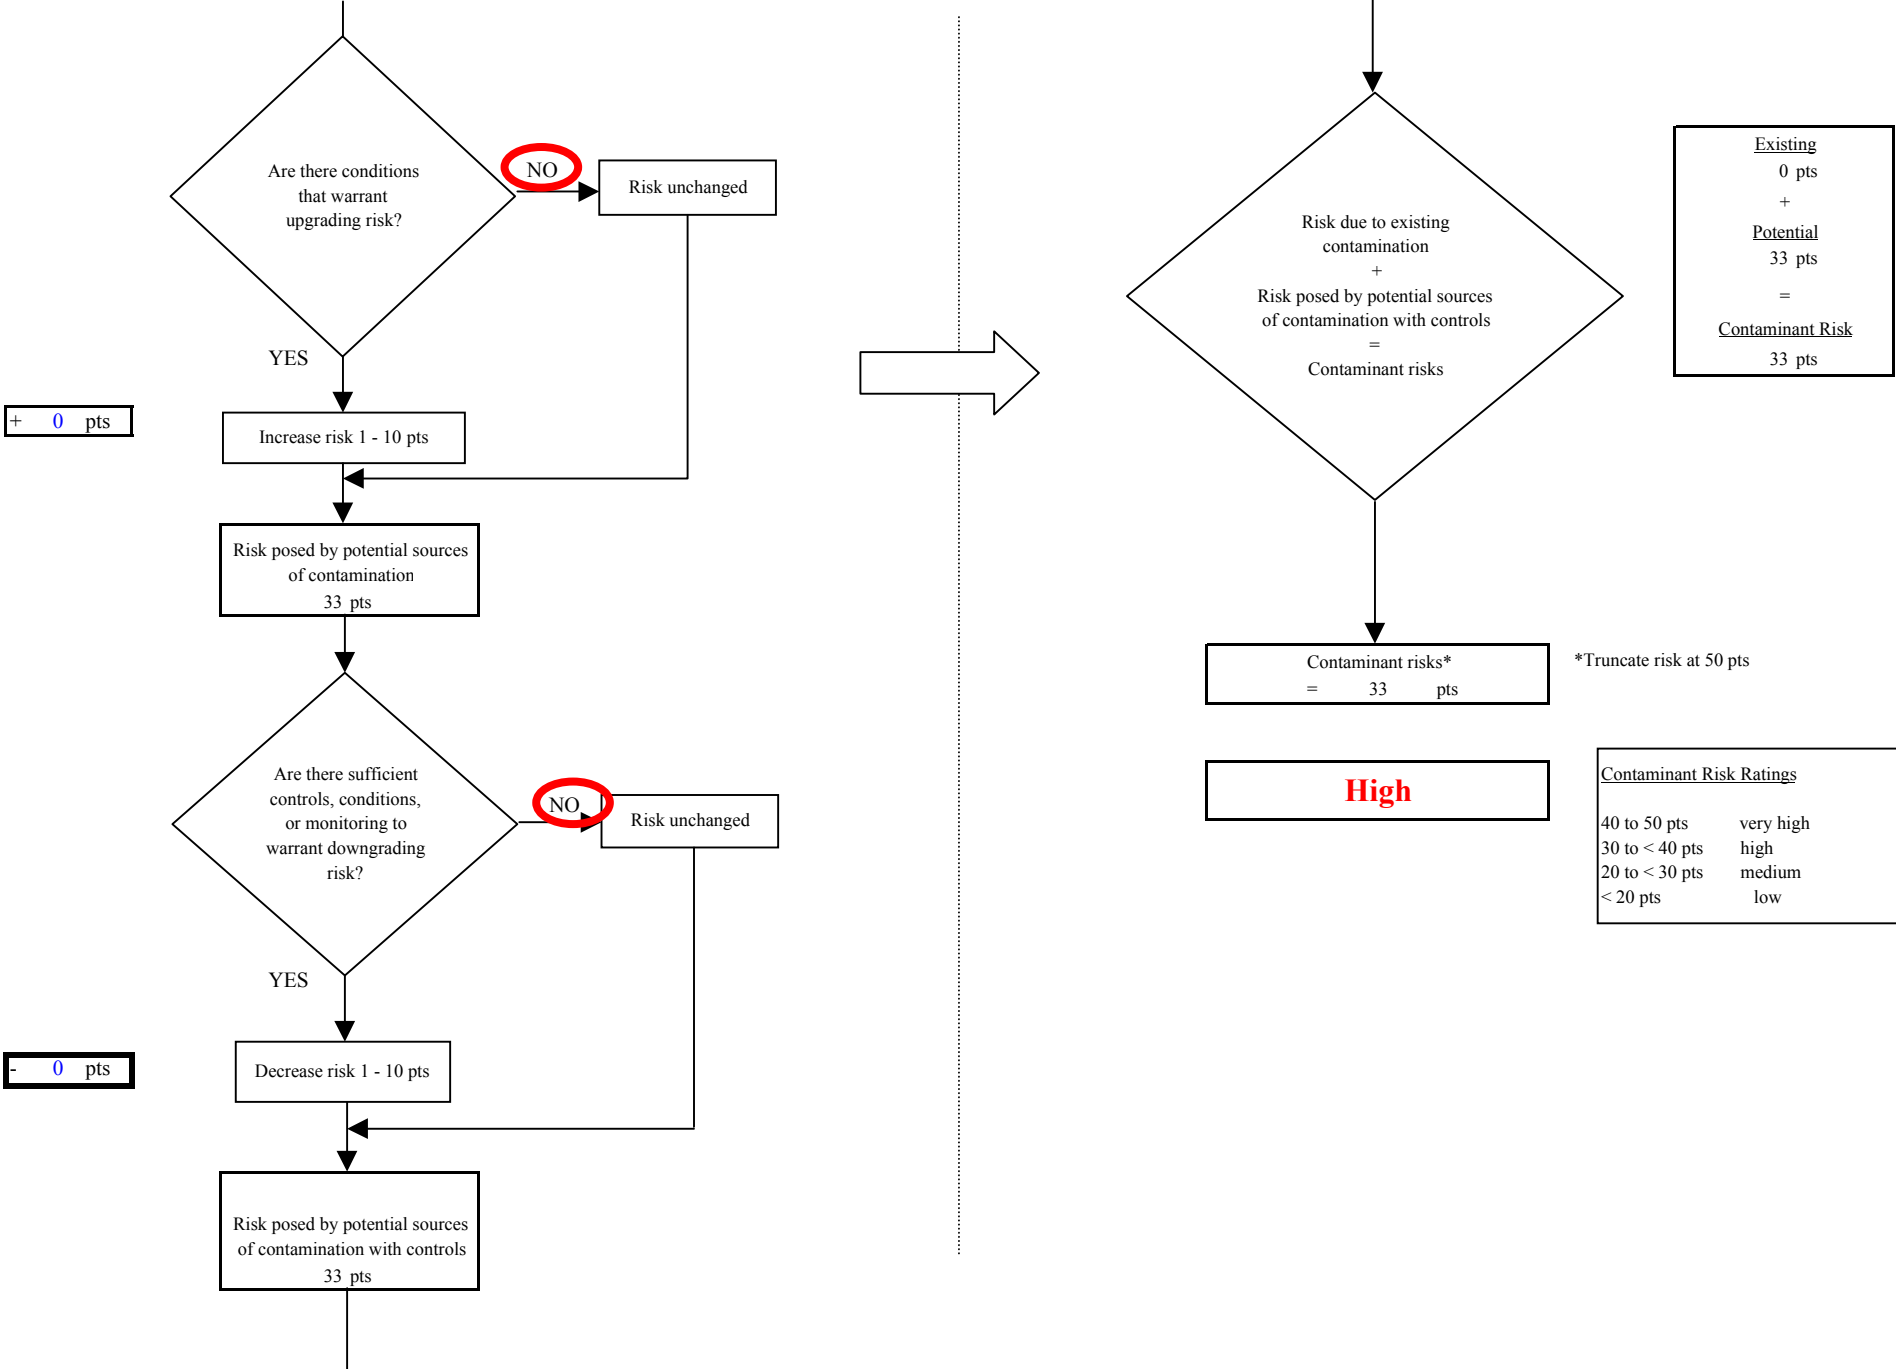 Are there conditions
that warrant
upgrading risk?
NO
Risk unchanged
YES
+ 0 pts
Increase risk 1 - 10 pts
Risk posed by potential sources
of contamination
33 pts
Are there sufficient
controls, conditions,
or monitoring to
warrant downgrading
risk?
NO
Risk unchanged
YES
- 0 pts
Decrease risk 1 - 10 pts
Risk posed by potential sources
of contamination with controls
33 pts
Risk due to existing
contamination
+
Risk posed by potential sources
of contamination with controls
=
Contaminant risks
Existing
0 pts
+
Potential
33 pts
=
Contaminant Risk
33 pts
Contaminant risks*
= 33 pts
*Truncate risk at 50 pts
High
Contaminant Risk Ratings
40 to 50 pts very high
30 to < 40 pts high
20 to < 30 pts medium
< 20 pts low